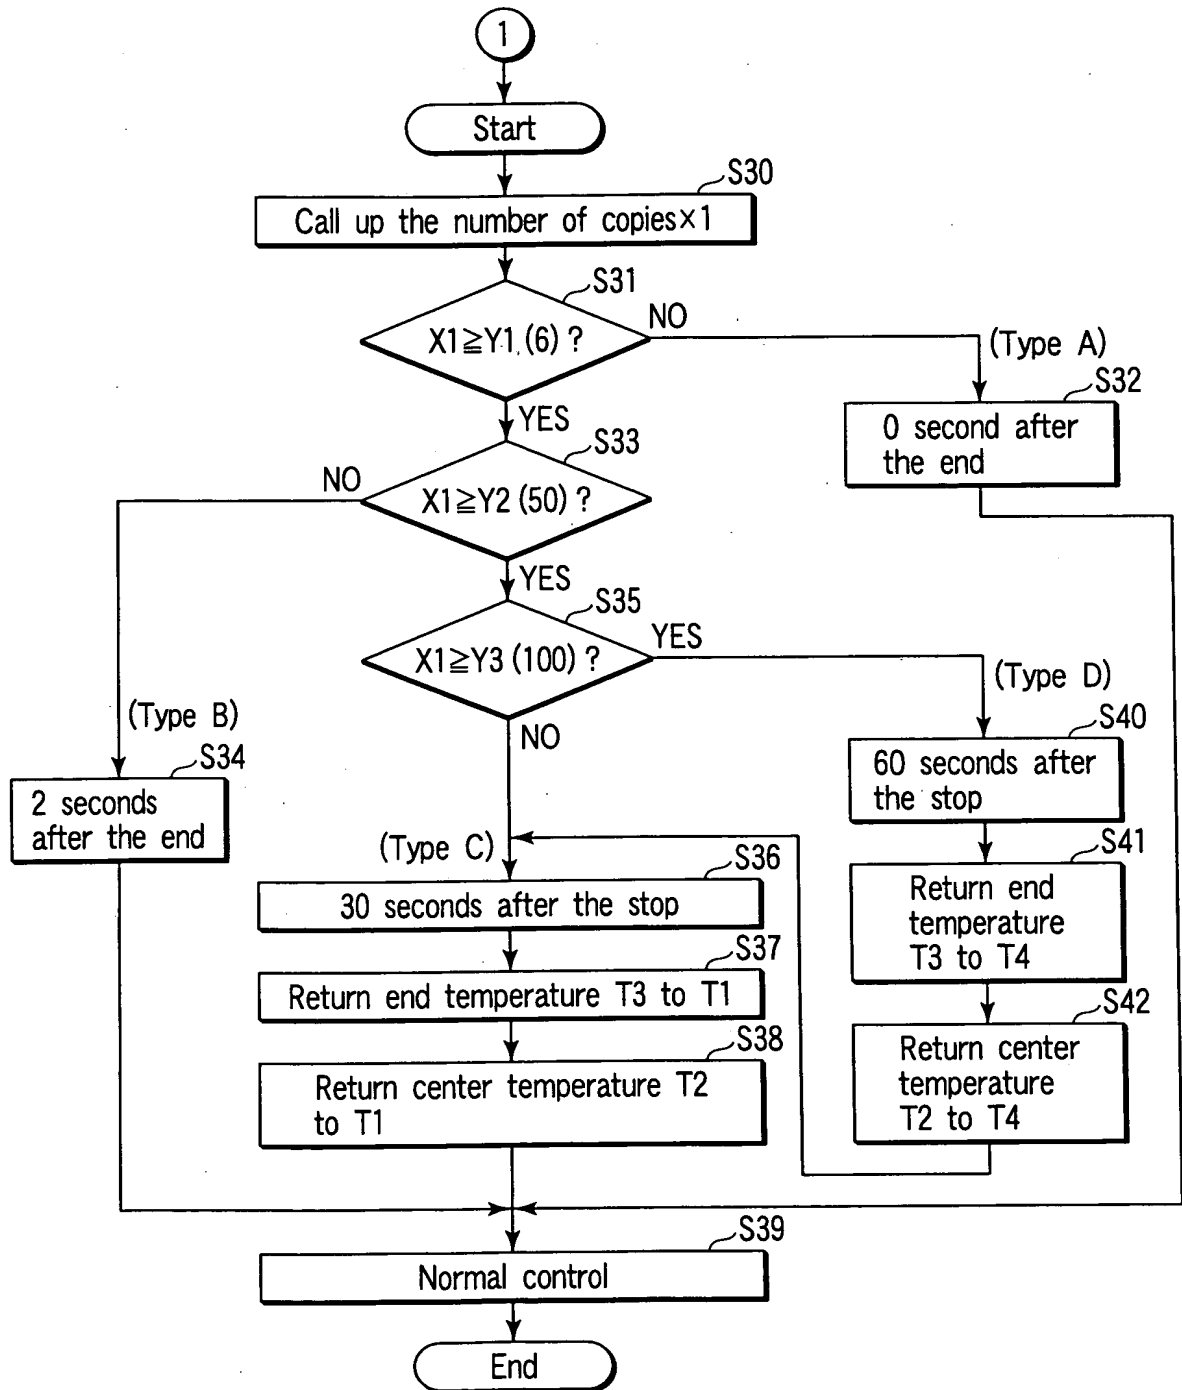 1
Start
S30
Call up the number of copies×1
S31
X1≧Y1 (6) ?
NO
(Type A)
S32
0 second after
the end
YES
S33
X1≧Y2 (50) ?
NO
(Type B)
S34
2 seconds
after the end
YES
S35
X1≧Y3 (100) ?
YES
(Type D)
S40
60 seconds after
the stop
S41
Return end
temperature
T3 to T4
S42
Return center
temperature
T2 to T4
NO
(Type C)
S36
30 seconds after the stop
S37
Return end temperature T3 to T1
S38
Return center temperature T2
to T1
S39
Normal control
End